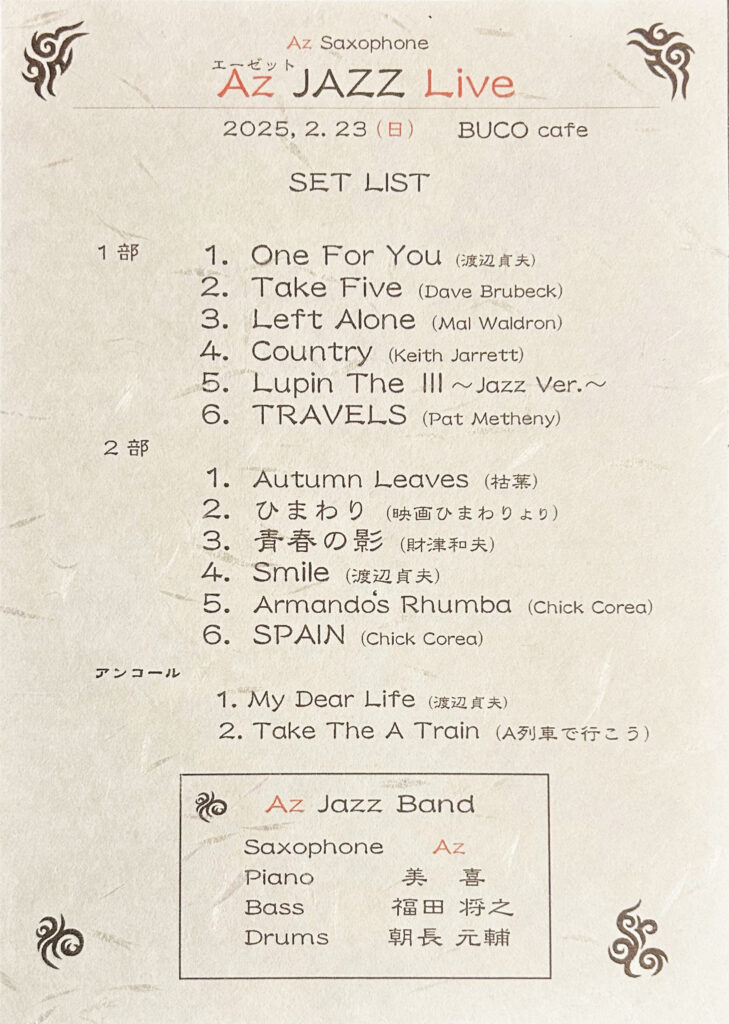 Az Saxophone
エーゼット
Az JAZZ Live
2025, 2. 23 (日) BUCO cafe
SET LIST
1部
1. One For You (渡辺貞夫)
2. Take Five (Dave Brubeck)
3. Left Alone (Mal Waldron)
4. Country (Keith Jarrett)
5. Lupin The III 〜Jazz Ver.〜
6. TRAVELS (Pat Metheny)
2部
1. Autumn Leaves (枯葉)
2. ひまわり (映画ひまわりより)
3. 青春の影 (財津和夫)
4. Smile (渡辺貞夫)
5. Armando‘s Rhumba (Chick Corea)
6. SPAIN (Chick Corea)
アンコール
1. My Dear Life (渡辺貞夫)
2. Take The A Train (A列車で行こう)
Az Jazz Band
Saxophone Az
Piano 美 喜
Bass 福田 将之
Drums 朝長 元輔